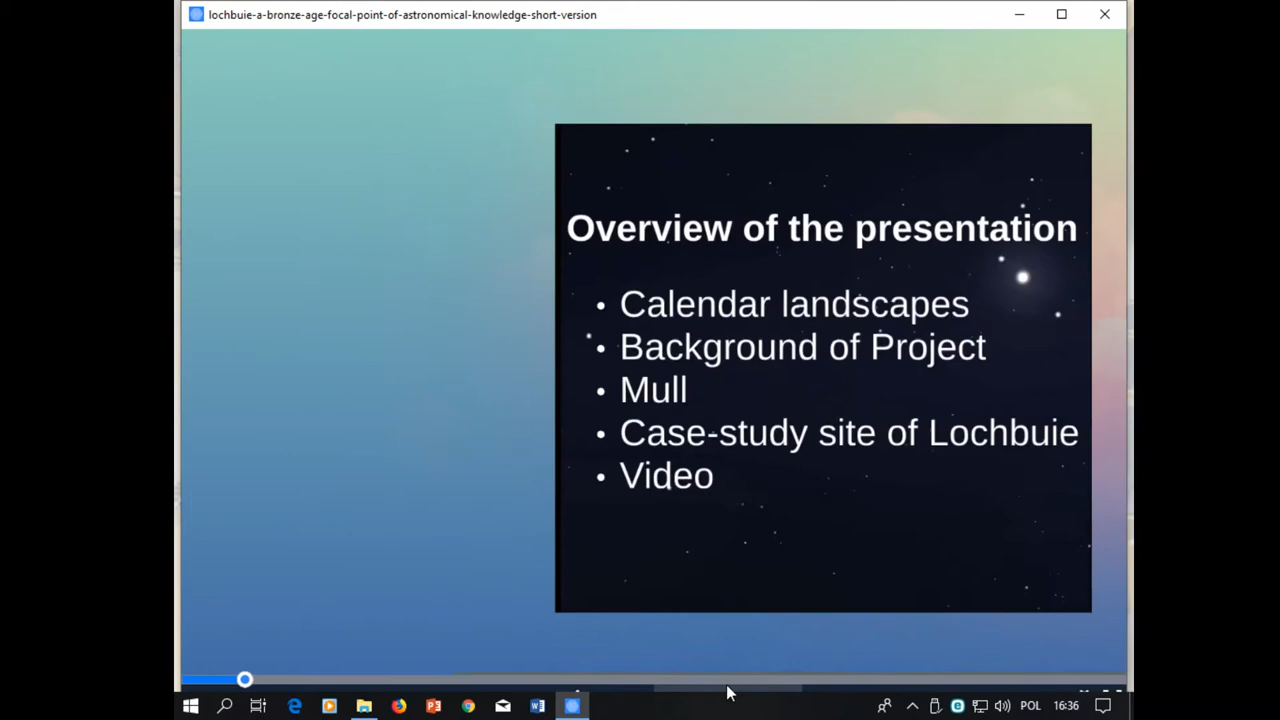 lochbuie-a-bronze-age-focal-point-of-astronomical-knowledge-short-version
Overview of the presentation
• Calendar landscapes
• Background of Project
• Mull
• Case-study site of Lochbuie
• Video
POL 16:36